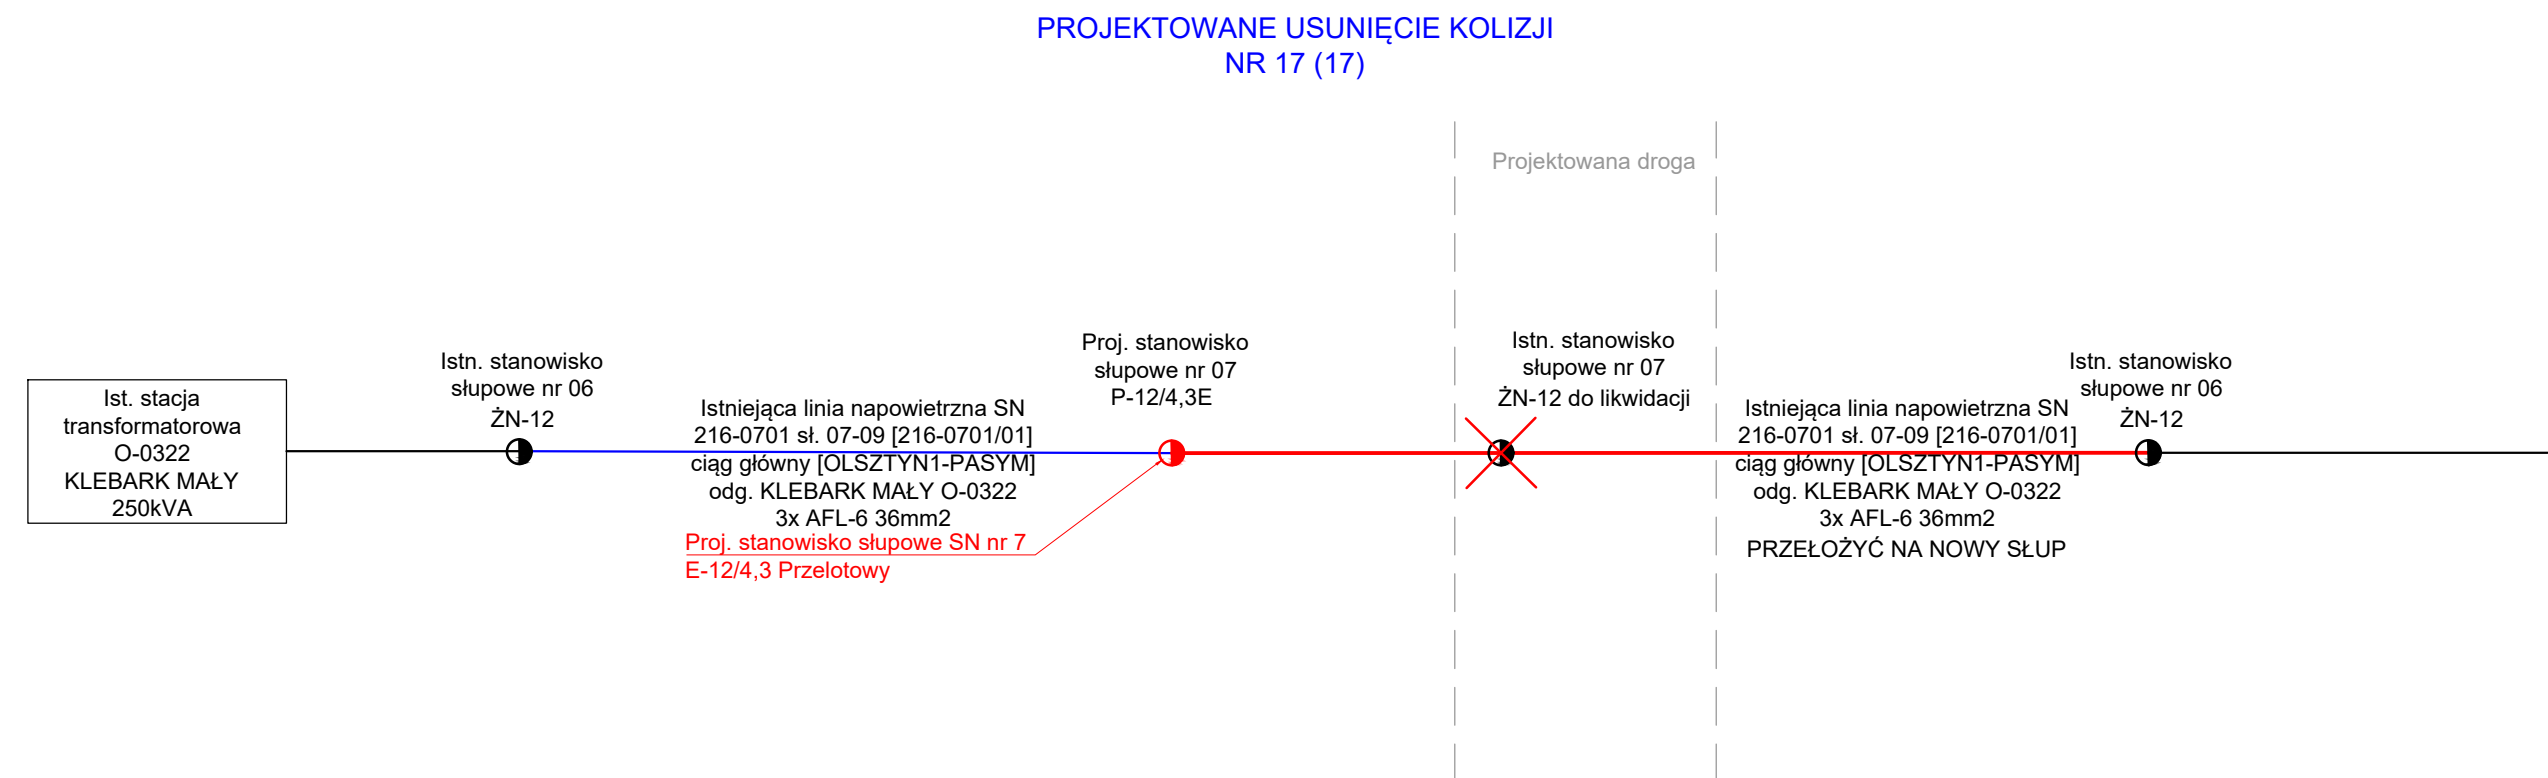 PROJEKTOWANE USUNIĘCIE KOLIZJI
NR 17 (17)
Projektowana droga
Ist. stacja
transformatorowa
O-0322
KLEBARK MAŁY
250kVA
Istn. stanowisko
słupowe nr 06
ŻN-12
Istniejąca linia napowietrzna SN
216-0701 sł. 07-09 [216-0701/01]
ciąg główny [OLSZTYN1-PASYM]
odg. KLEBARK MAŁY O-0322
3x AFL-6 36mm2
Proj. stanowisko słupowe SN nr 7
E-12/4,3 Przelotowy
Proj. stanowisko
słupowe nr 07
P-12/4,3E
Istn. stanowisko
słupowe nr 07
ŻN-12 do likwidacji
Istniejąca linia napowietrzna SN
216-0701 sł. 07-09 [216-0701/01]
ciąg główny [OLSZTYN1-PASYM]
odg. KLEBARK MAŁY O-0322
3x AFL-6 36mm2
PRZEŁOŻYĆ NA NOWY SŁUP
Istn. stanowisko
słupowe nr 06
ŻN-12